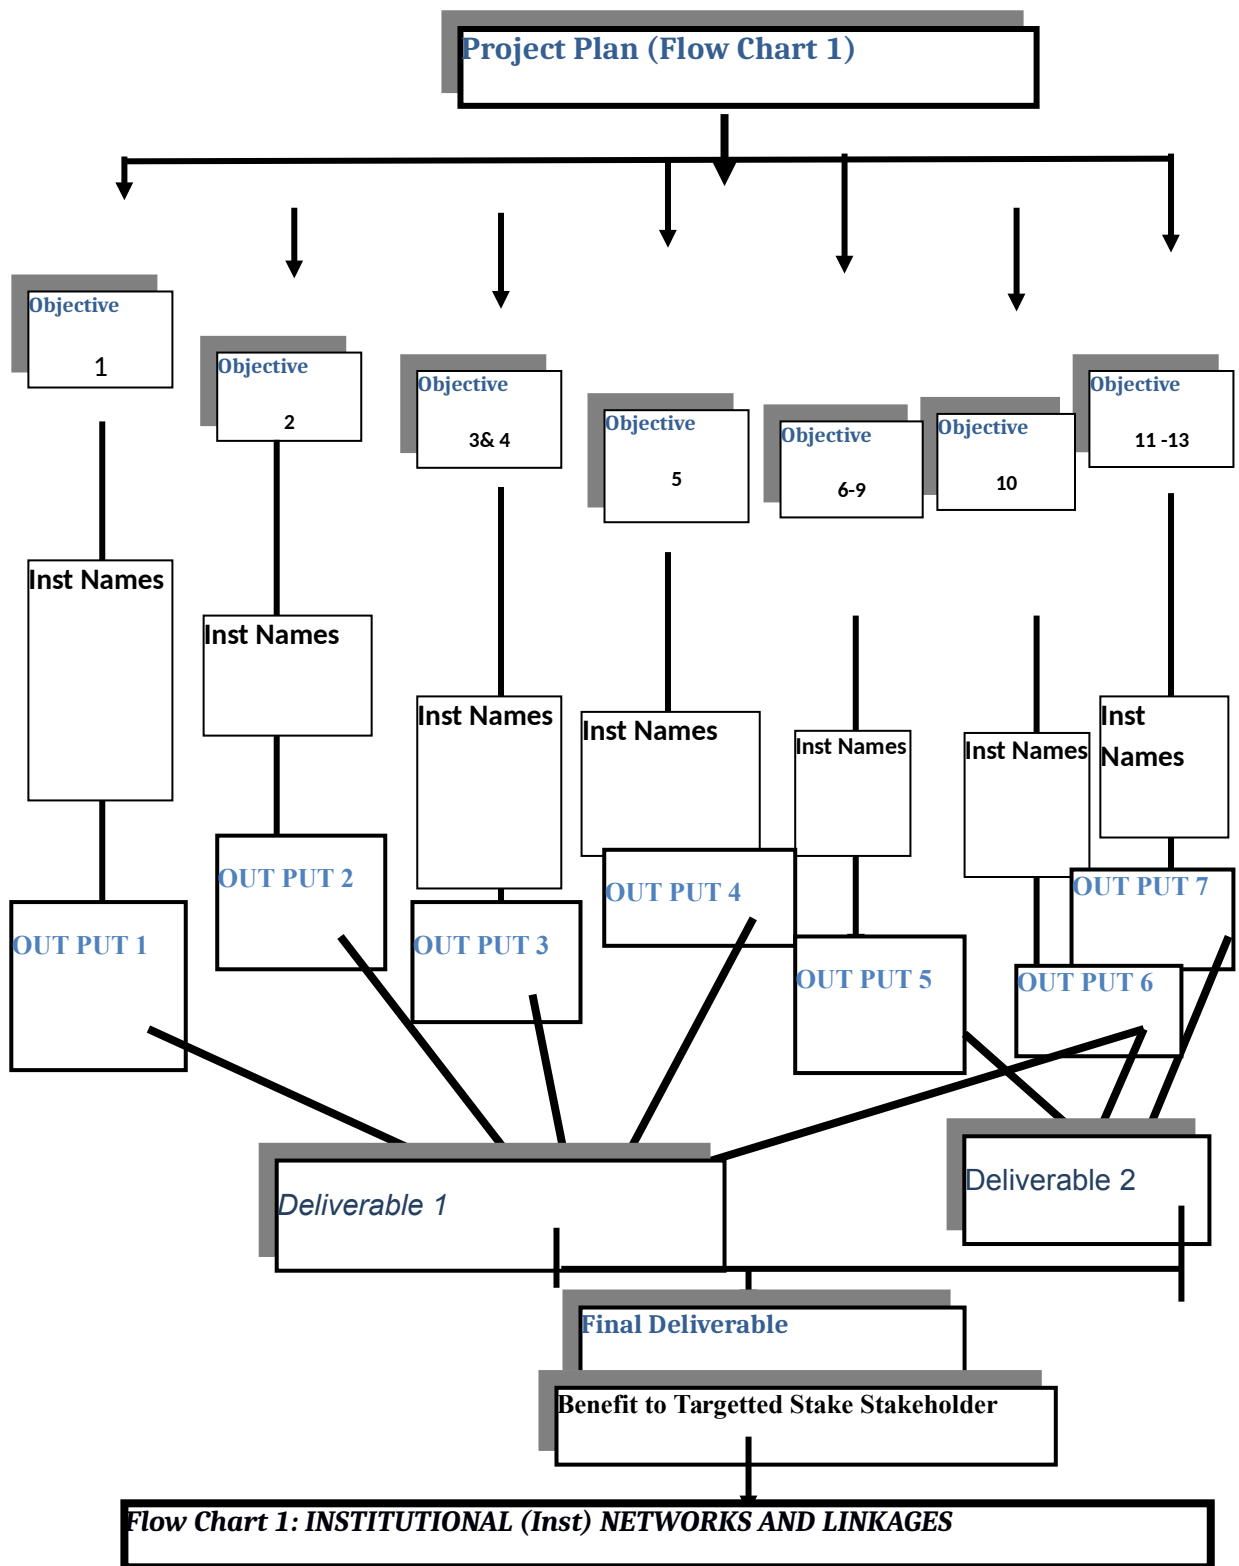 Project Plan (Flow Chart 1)
Objective
1
Objective
2
Objective
3& 4
Objective
5
Objective
6-9
Objective
10
Objective
11 -13
Inst Names
Inst Names
Inst Names
Inst Names
Inst Names
Inst Names
Inst
Names
OUT PUT 1
OUT PUT 2
OUT PUT 3
OUT PUT 4
OUT PUT 5
OUT PUT 6
OUT PUT 7
Deliverable 1
Deliverable 2
Final Deliverable
Benefit to Targetted Stake Stakeholder
Flow Chart 1: INSTITUTIONAL (Inst) NETWORKS AND LINKAGES